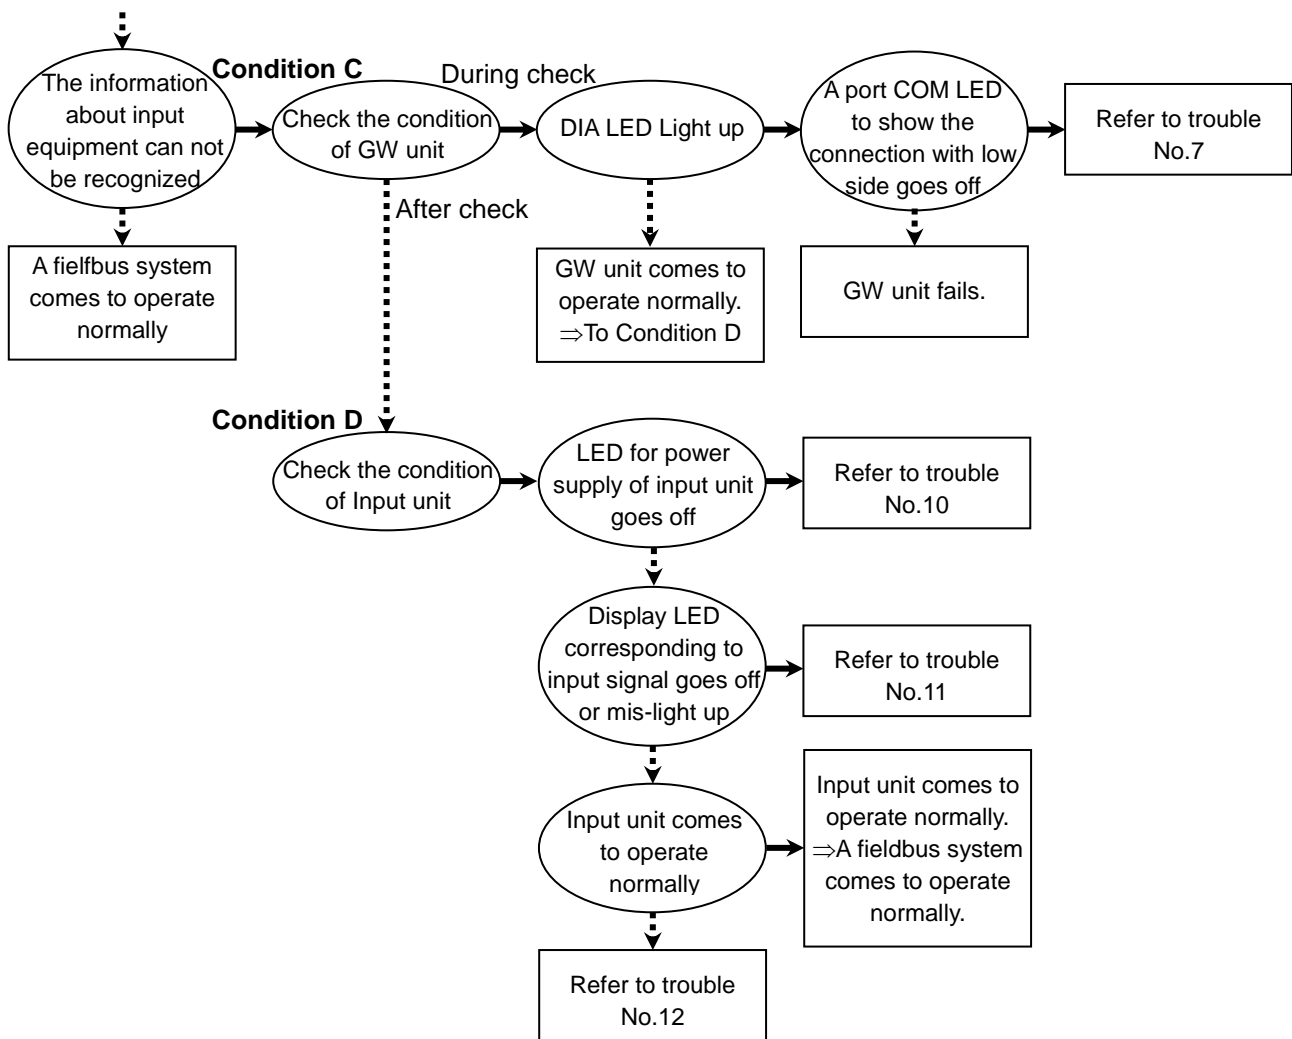 The information
about input
equipment can not
be recognized
Condition C
Check the condition
of GW unit
During check
DIA LED Light up
A port COM LED
to show the
connection with low
side goes off
Refer to trouble
No.7
After check
A fielfbus system
comes to operate
normally
GW unit comes to
operate normally.
⇒To Condition D
GW unit fails.
Condition D
Check the condition
of Input unit
LED for power
supply of input unit
goes off
Refer to trouble
No.10
Display LED
corresponding to
input signal goes off
or mis-light up
Refer to trouble
No.11
Input unit comes
to operate
normally
Input unit comes to
operate normally.
⇒A fieldbus system
comes to operate
normally.
Refer to trouble
No.12